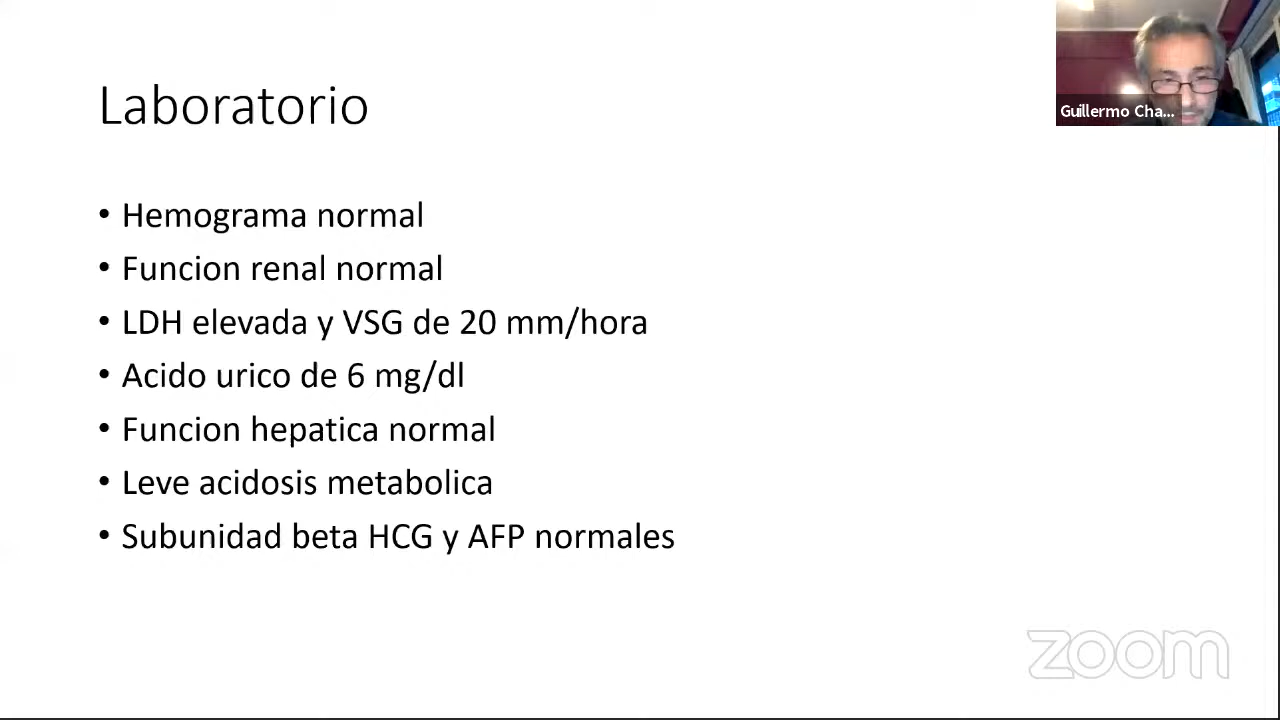 Laboratorio
Guillermo Cha...
• Hemograma normal
• Funcion renal normal
• LDH elevada y VSG de 20 mm/hora
• Acido urico de 6 mg/dl
• Funcion hepatica normal
• Leve acidosis metabolica
• Subunidad beta HCG y AFP normales
zoom